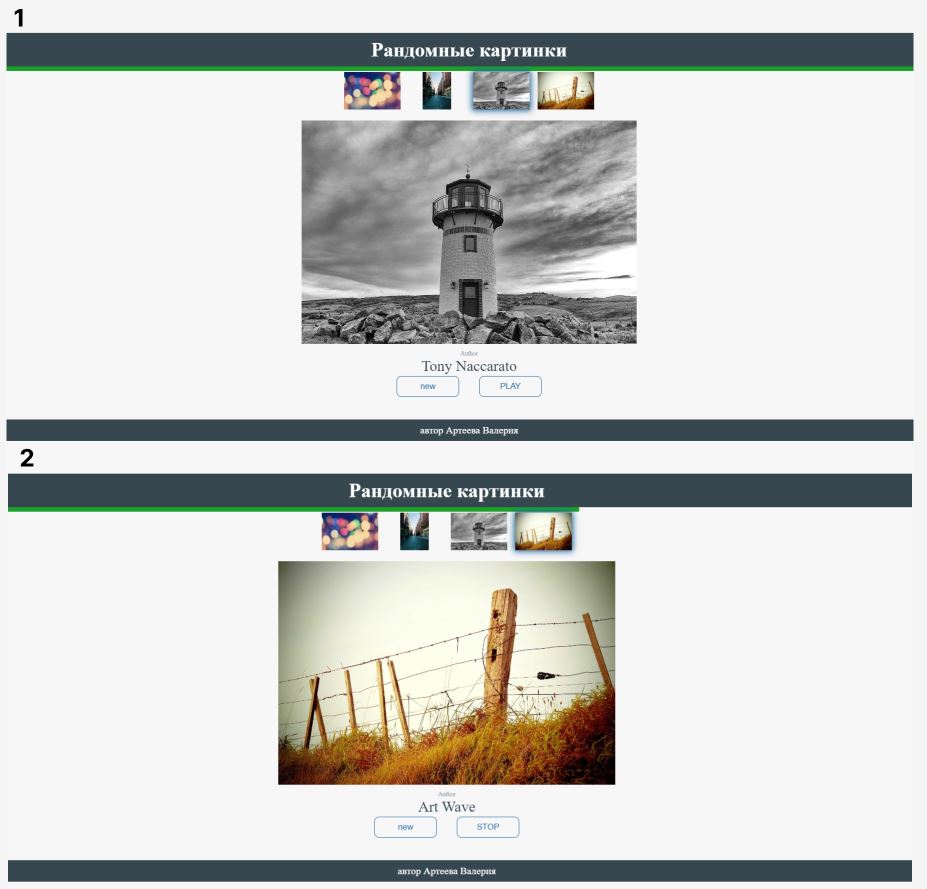 1
Рандомные картинки
Author
Tony Naccarato
new PLAY
автор Артеева Валерия
2
Рандомные картинки
Author
Art Wave
new STOP
автор Артеева Валерия